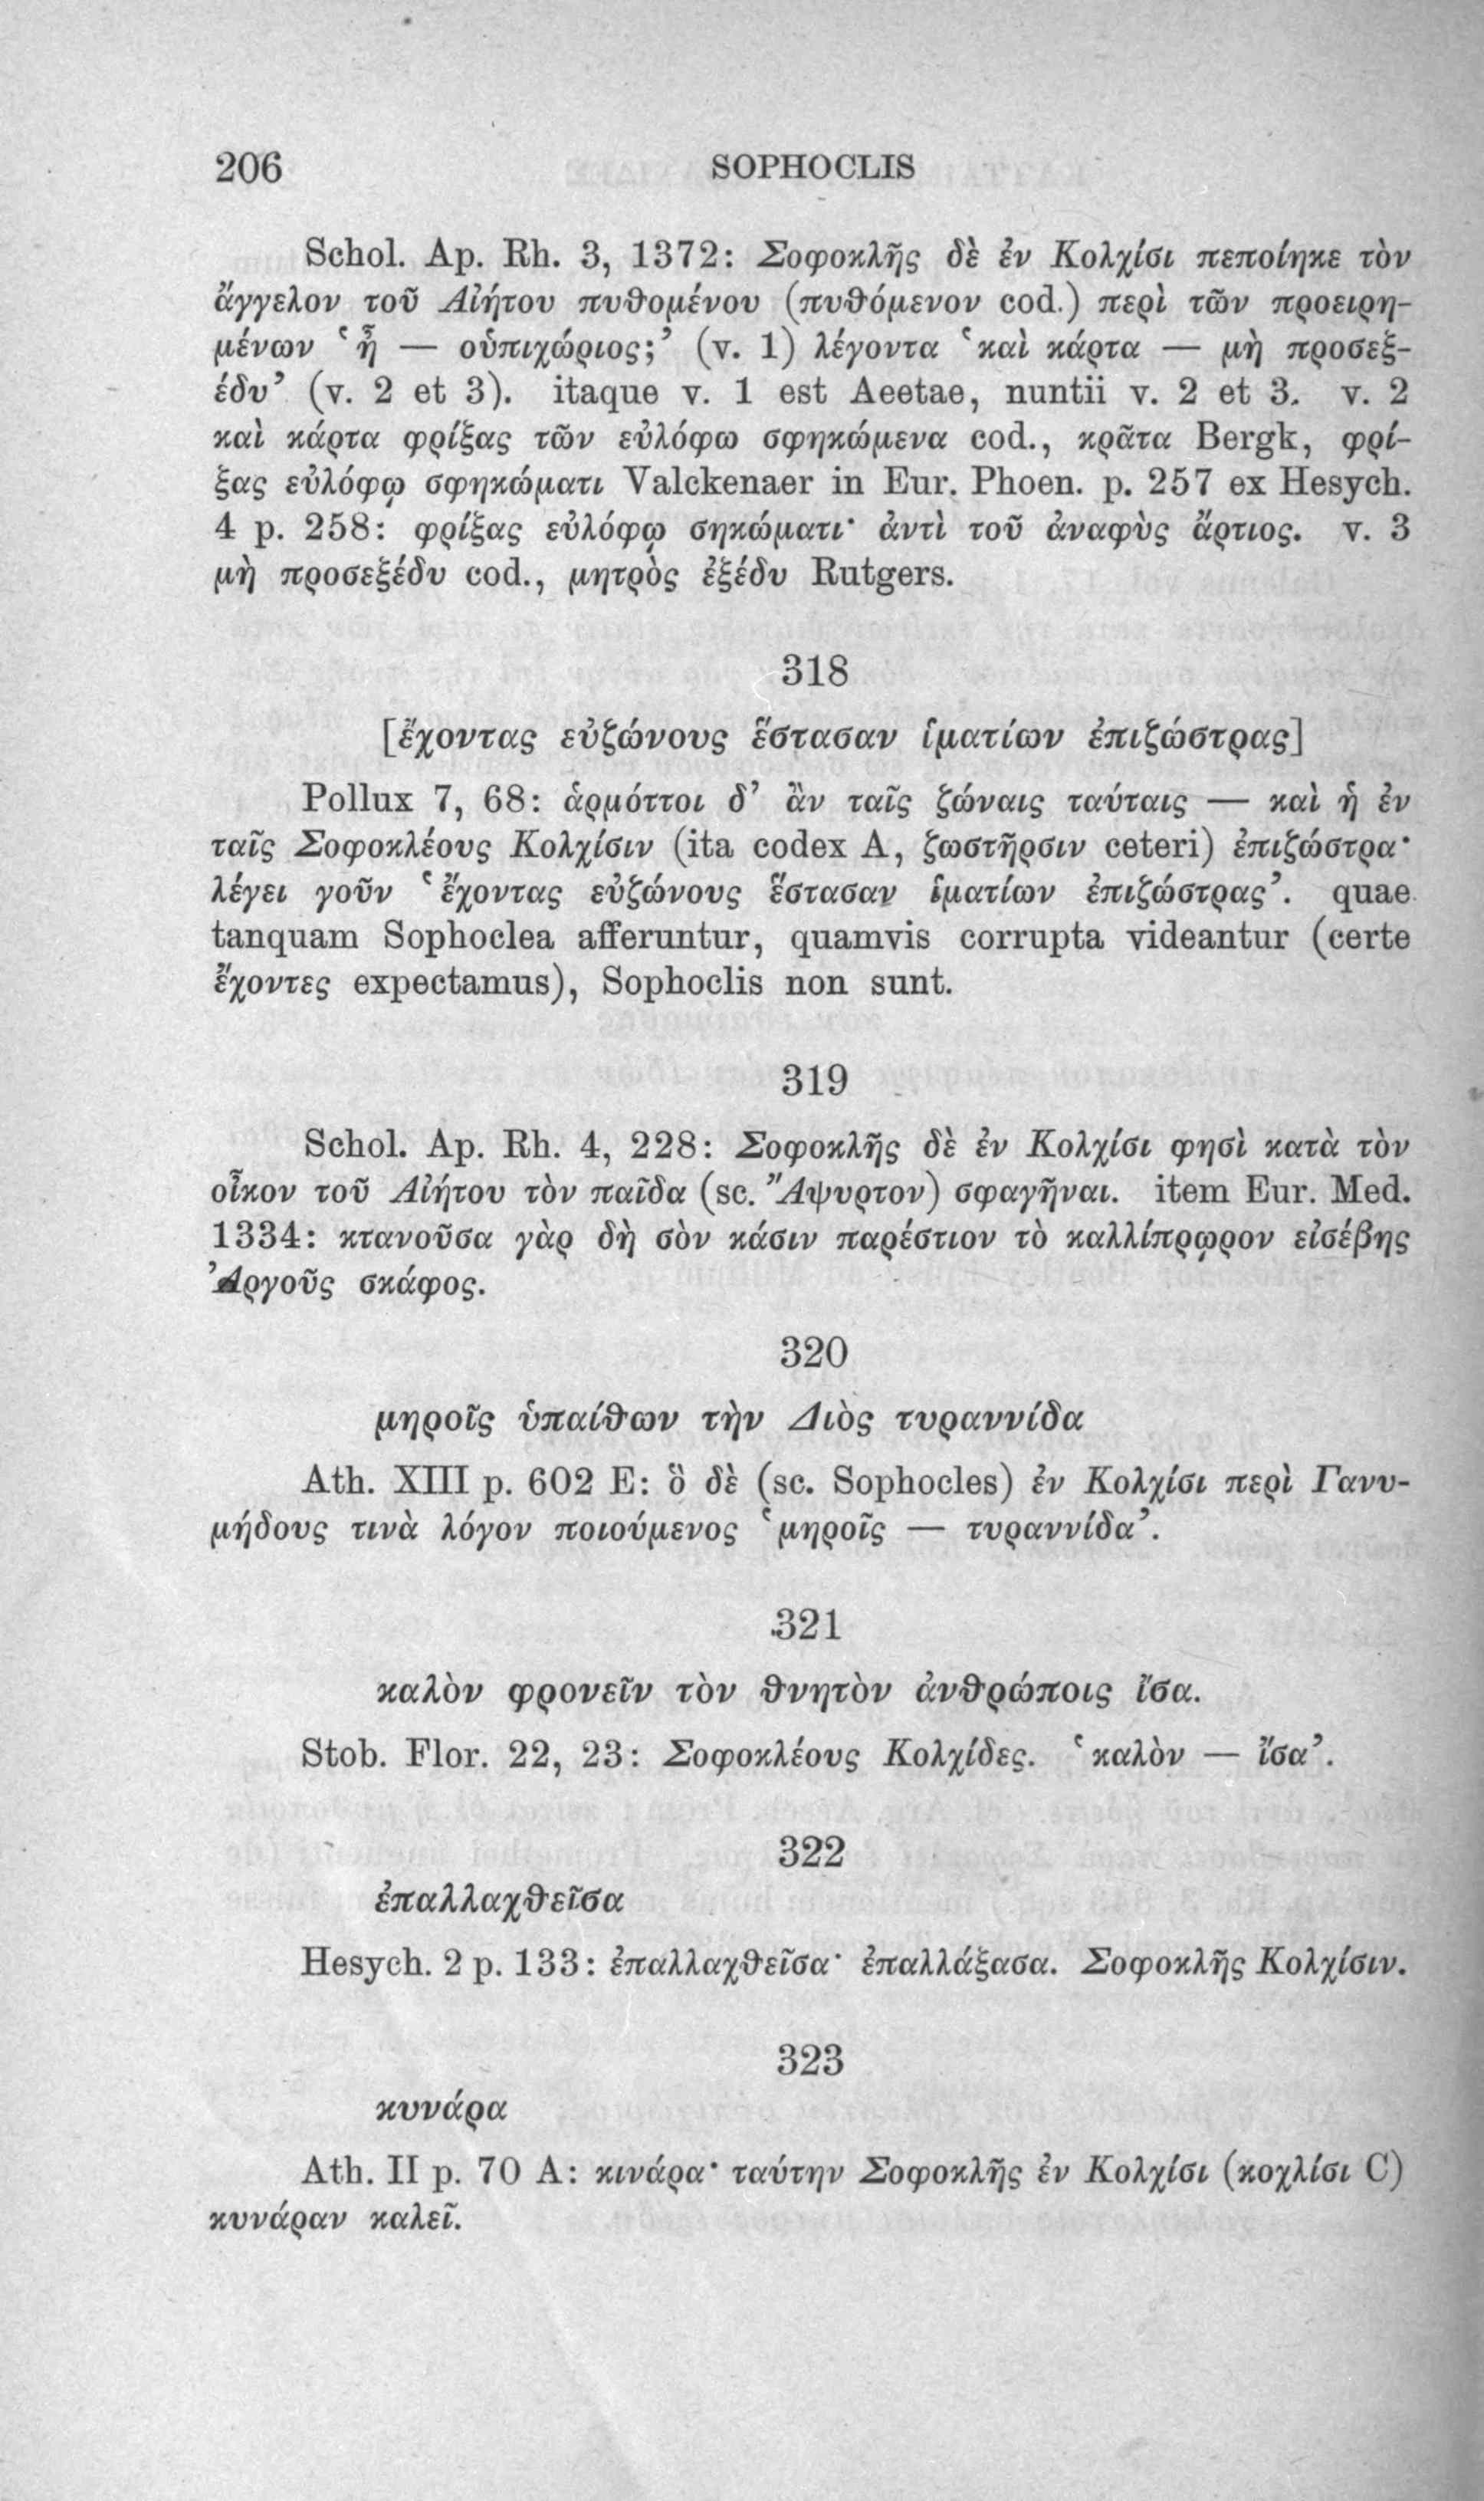 206 SOPHOCLIS
Schol. Ap. Rh. 3, 1372: Σοφοκλῆς δὲ ἐν Κολχίσι πεποίηκε τὸν
ἄγγελον τοῦ Αἰήτου πυθομένου (πυθόμενον cod.) περὶ τῶν προειρη-
μένων ‘ἦ — οὑπιχώριος;’ (v. 1) λέγοντα ‘καὶ κάρτα — μὴ προσεξ-
έδυ’ (v. 2 et 3). itaque v. 1 est Aeetae, nuntii v. 2 et 3. v. 2
καὶ κάρτα φρίξας τῶν εὐλόφω σφηκώμενα cod., κρᾶτα Bergk, φρί-
ξας εὐλόφῳ σφηκώματι Valckenaer in Eur. Phoen. p. 257 ex Hesych.
4 p. 258: φρίξας εὐλόφῳ σηκώματι· ἀντὶ τοῦ ἀναφὺς ἄρτιος. v. 3
μὴ προσεξέδυ cod., μητρὸς ἐξέδυ Rutgers.
318
[ἔχοντας εὐζώνους ἕστασαν ἱματίων ἐπιζώστρας]
Pollux 7, 68: ἁρμόττοι δ’ ἂν ταῖς ζώναις ταύταις — καὶ ἡ ἐν
ταῖς Σοφοκλέους Κολχίσιν (ita codex A, ζωστῆρσιν ceteri) ἐπιζώστρα·
λέγει γοῦν ‘ἔχοντας εὐζώνους ἕστασαν ἱματίων ἐπιζώστρας’. quae
tanquam Sophoclea afferuntur, quamvis corrupta videantur (certe
ἔχοντες expectamus), Sophoclis non sunt.
319
Schol. Ap. Rh. 4, 228: Σοφοκλῆς δὲ ἐν Κολχίσι φησὶ κατὰ τὸν
οἶκον τοῦ Αἰήτου τὸν παῖδα (sc. Ἄψυρτον) σφαγῆναι. item Eur. Med.
1334: κτανοῦσα γὰρ δὴ σὸν κάσιν παρέστιον τὸ καλλίπρῳρον εἰσέβης
Ἀργοῦς σκάφος.
320
μηροῖς ὑπαίθων τὴν Διὸς τυραννίδα
Ath. XIII p. 602 E: ὃ δὲ (sc. Sophocles) ἐν Κολχίσι περὶ Γανυ-
μήδους τινὰ λόγον ποιούμενος ‘μηροῖς — τυραννίδα’.
321
καλὸν φρονεῖν τὸν θνητὸν ἀνθρώποις ἴσα.
Stob. Flor. 22, 23: Σοφοκλέους Κολχίδες. ‘καλὸν — ἴσα’.
322
ἐπαλλαχθεῖσα
Hesych. 2 p. 133: ἐπαλλαχθεῖσα· ἐπαλλάξασα. Σοφοκλῆς Κολχίσιν.
323
κυνάρα
Ath. II p. 70 A: κινάρα· ταύτην Σοφοκλῆς ἐν Κολχίσι (κοχλίσι C)
κυνάραν καλεῖ.